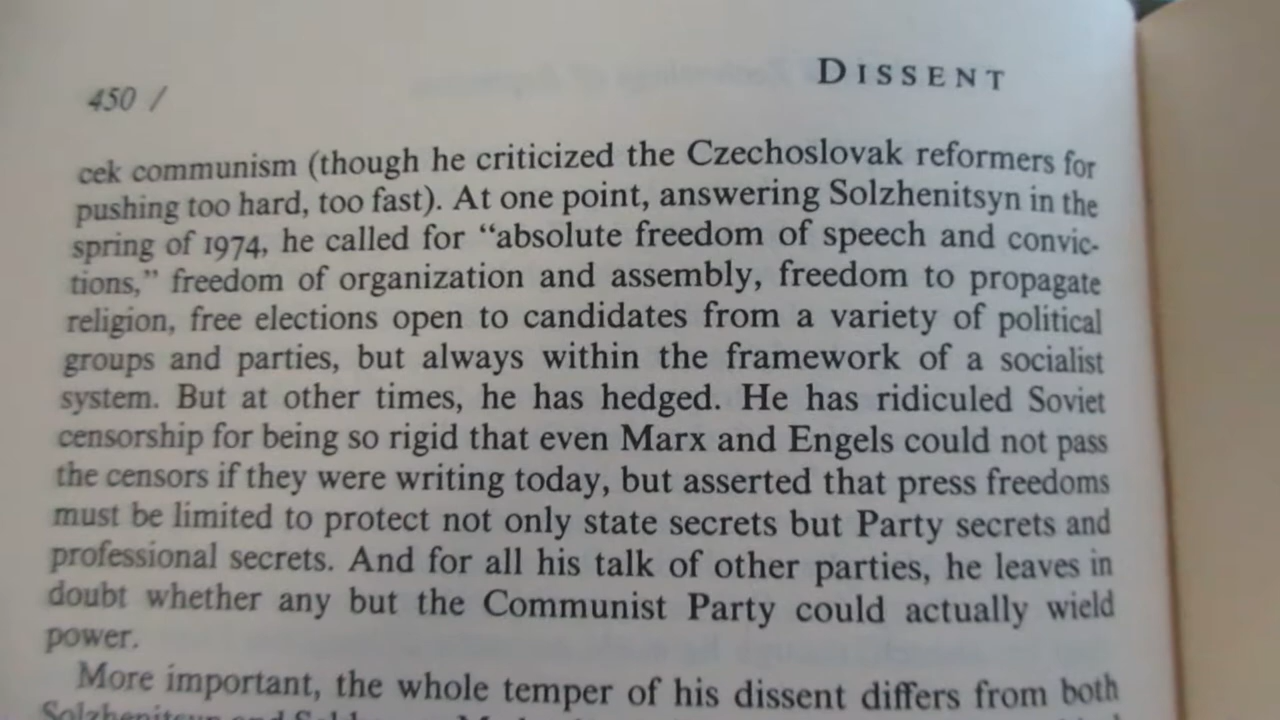 450 /
DISSENT
cek communism (though he criticized the Czechoslovak reformers for
pushing too hard, too fast). At one point, answering Solzhenitsyn in the
spring of 1974, he called for “absolute freedom of speech and convic-
tions,” freedom of organization and assembly, freedom to propagate
religion, free elections open to candidates from a variety of political
groups and parties, but always within the framework of a socialist
system. But at other times, he has hedged. He has ridiculed Soviet
censorship for being so rigid that even Marx and Engels could not pass
the censors if they were writing today, but asserted that press freedoms
must be limited to protect not only state secrets but Party secrets and
professional secrets. And for all his talk of other parties, he leaves in
doubt whether any but the Communist Party could actually wield
power.
More important, the whole temper of his dissent differs from both
Solzhenitsyn and